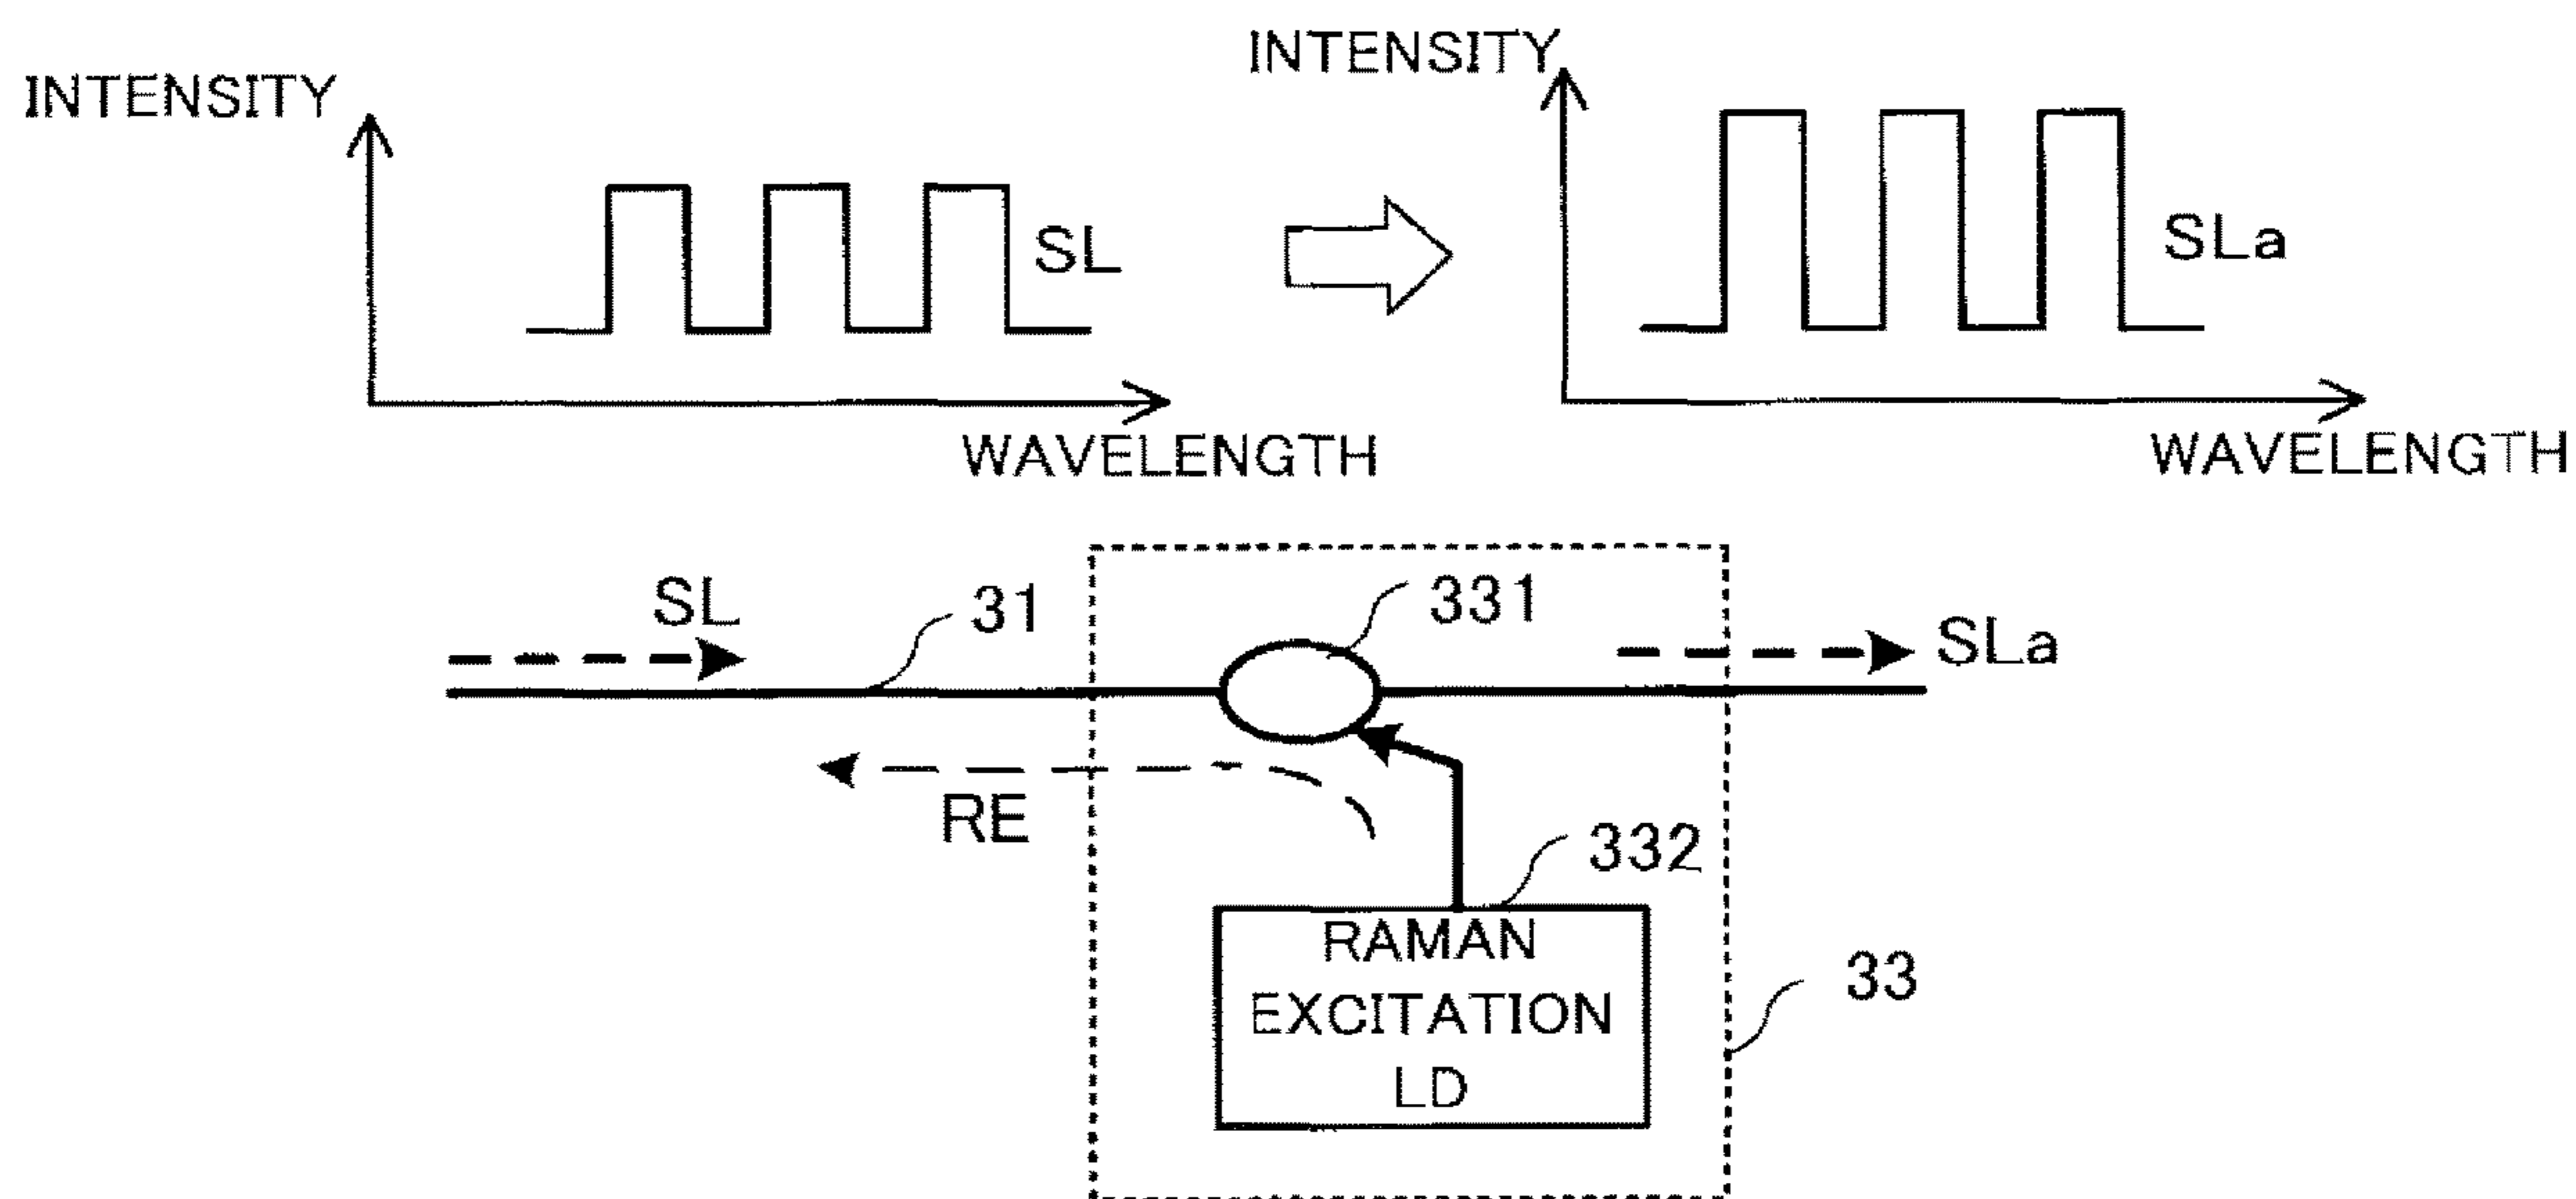 INTENSITY
INTENSITY
SL
SLa
WAVELENGTH
WAVELENGTH
SL
31
331
SLa
RE
332
RAMAN
EXCITATION
LD
33